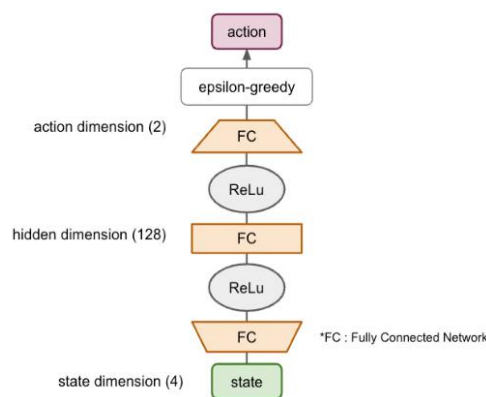 action
epsilon-greedy
action dimension (2)
FC
ReLu
hidden dimension (128)
FC
ReLu
FC
*FC : Fully Connected Network
state dimension (4)
state